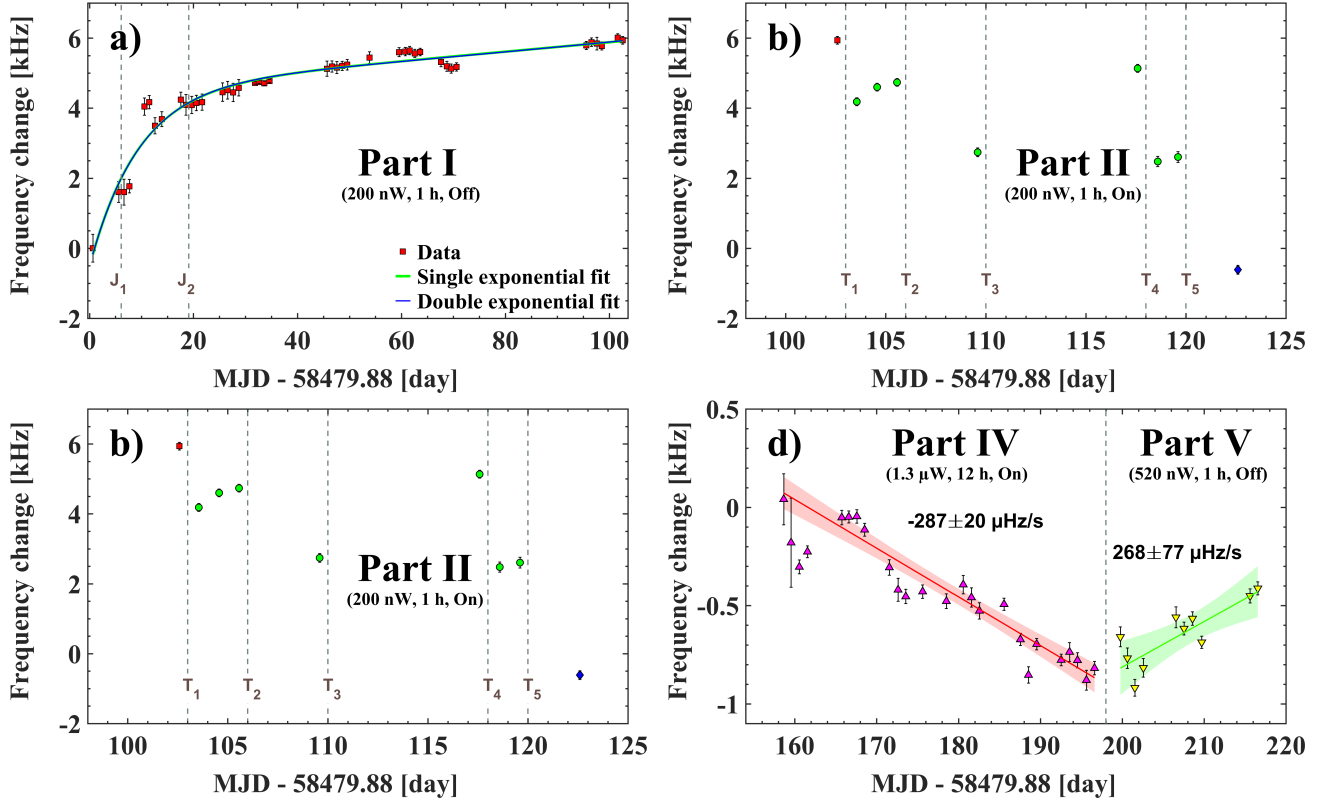 a)
Part I
(200 nW, 1 h, Off)
Data
Single exponential fit
Double exponential fit
J1
J2
6
4
2
0
-2
0 20 40 60 80 100
Frequency change [kHz]
MJD - 58479.88 [day]
b)
Part II
(200 nW, 1 h, On)
T1 T2 T3 T4 T5
6
4
2
0
-2
100 105 110 115 120 125
Frequency change [kHz]
MJD - 58479.88 [day]
b)
Part II
(200 nW, 1 h, On)
T1 T2 T3 T4 T5
6
4
2
0
-2
100 105 110 115 120 125
Frequency change [kHz]
MJD - 58479.88 [day]
d)
Part IV
(1.3 µW, 12 h, On)
-287±20 µHz/s
Part V
(520 nW, 1 h, Off)
268±77 µHz/s
0.5
0
-0.5
-1
160 170 180 190 200 210 220
Frequency change [kHz]
MJD - 58479.88 [day]